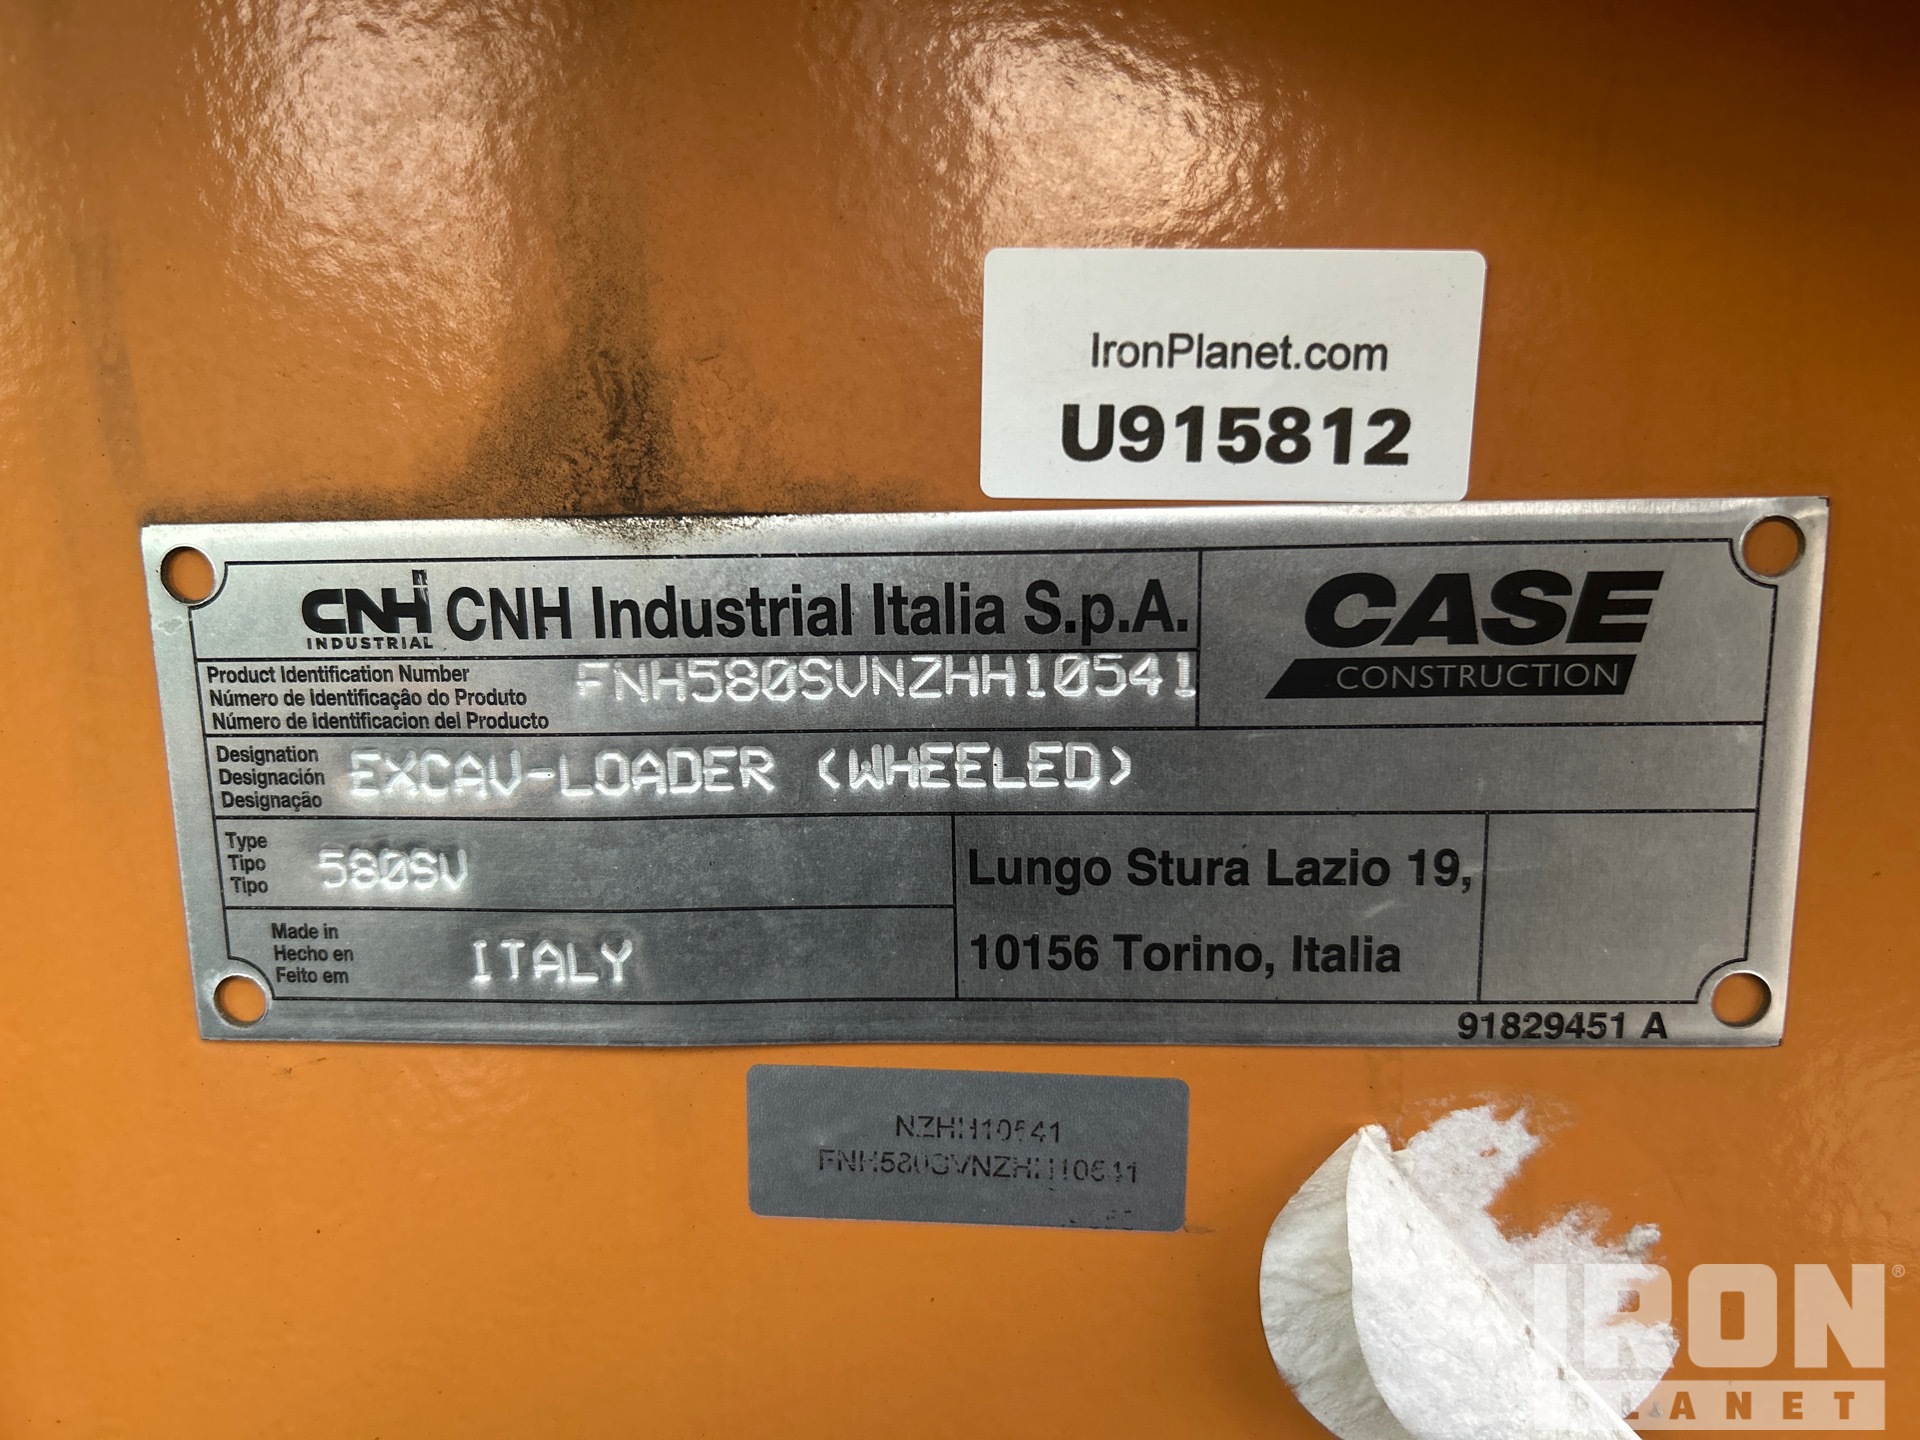 IronPlanet.com
U915812
CNH INDUSTRIAL CNH Industrial Italia S.p.A.
CASE
CONSTRUCTION
Product Identification Number
Número de Identificação do Produto
Número de Identificacion del Producto
FNH580SVNZHH10541
Designation
Designación
Designação
EXCAV-LOADER (WHEELED)
Type
Tipo
Tipo
580SV
Made in
Hecho en
Feito em
ITALY
Lungo Stura Lazio 19,
10156 Torino, Italia
91829451 A
NZHH10541
FNH580SVNZHH10541
IRON®
PLANET